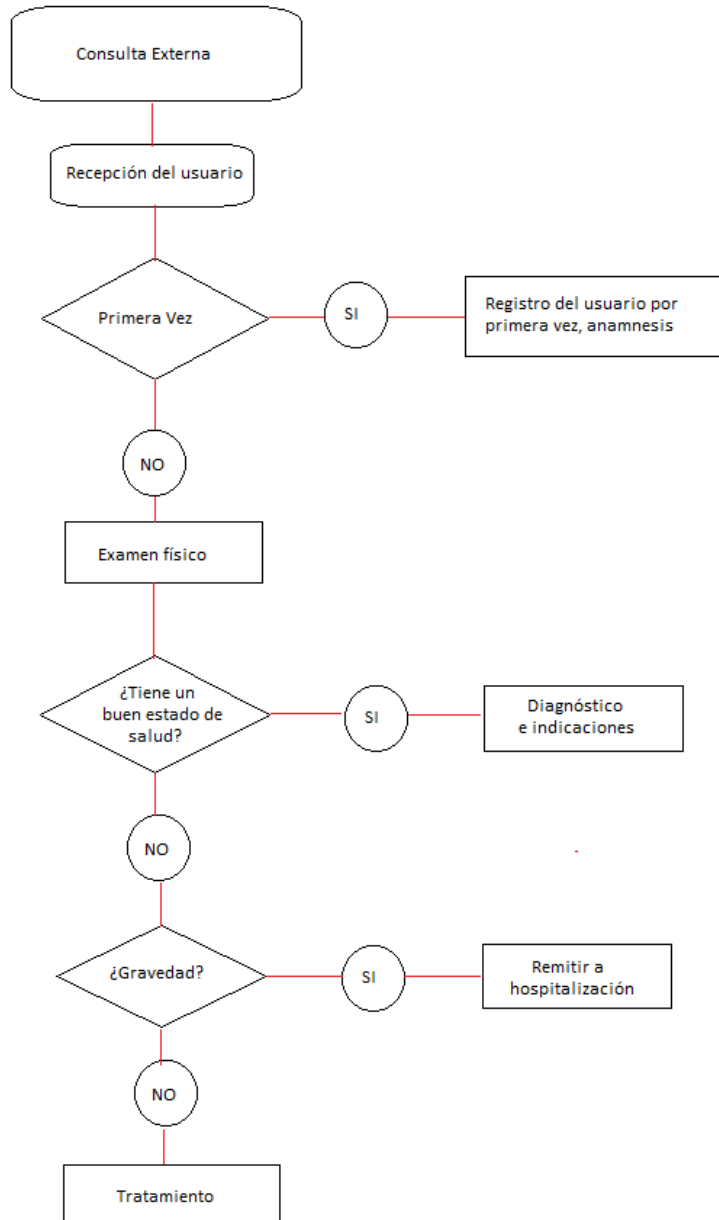 Consulta Externa
Recepción del usuario
Primera Vez
SI
Registro del usuario por
primera vez, anamnesis
NO
Examen físico
¿Tiene un
buen estado de
salud?
SI
Diagnóstico
e indicaciones
NO
¿Gravedad?
SI
Remitir a
hospitalización
NO
Tratamiento